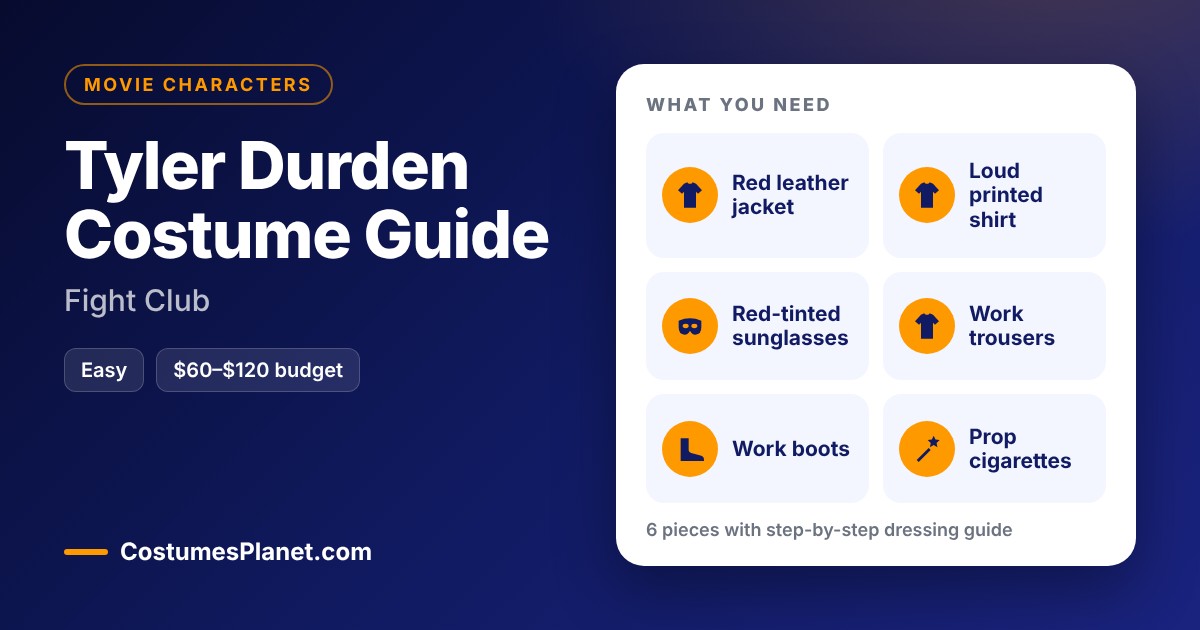 MOVIE CHARACTERS
Tyler Durden
Costume Guide
Fight Club
Easy
$60–$120 budget
CostumesPlanet.com
WHAT YOU NEED
Red leather
jacket
Loud
printed
shirt
Red-tinted
sunglasses
Work
trousers
Work boots
Prop
cigarettes
6 pieces with step-by-step dressing guide